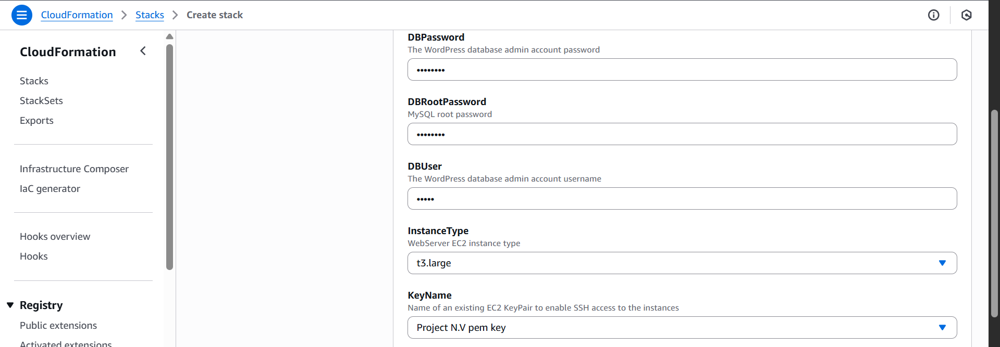 CloudFormation > Stacks > Create stack
CloudFormation
Stacks
StackSets
Exports
Infrastructure Composer
IaC generator
Hooks overview
Hooks
Registry
Public extensions
Activated extensions
DBPassword
The WordPress database admin account password
••••••••
DBRootPassword
MySQL root password
••••••••
DBUser
The WordPress database admin account username
•••••
InstanceType
WebServer EC2 instance type
t3.large
KeyName
Name of an existing EC2 KeyPair to enable SSH access to the instances
Project N.V pem key